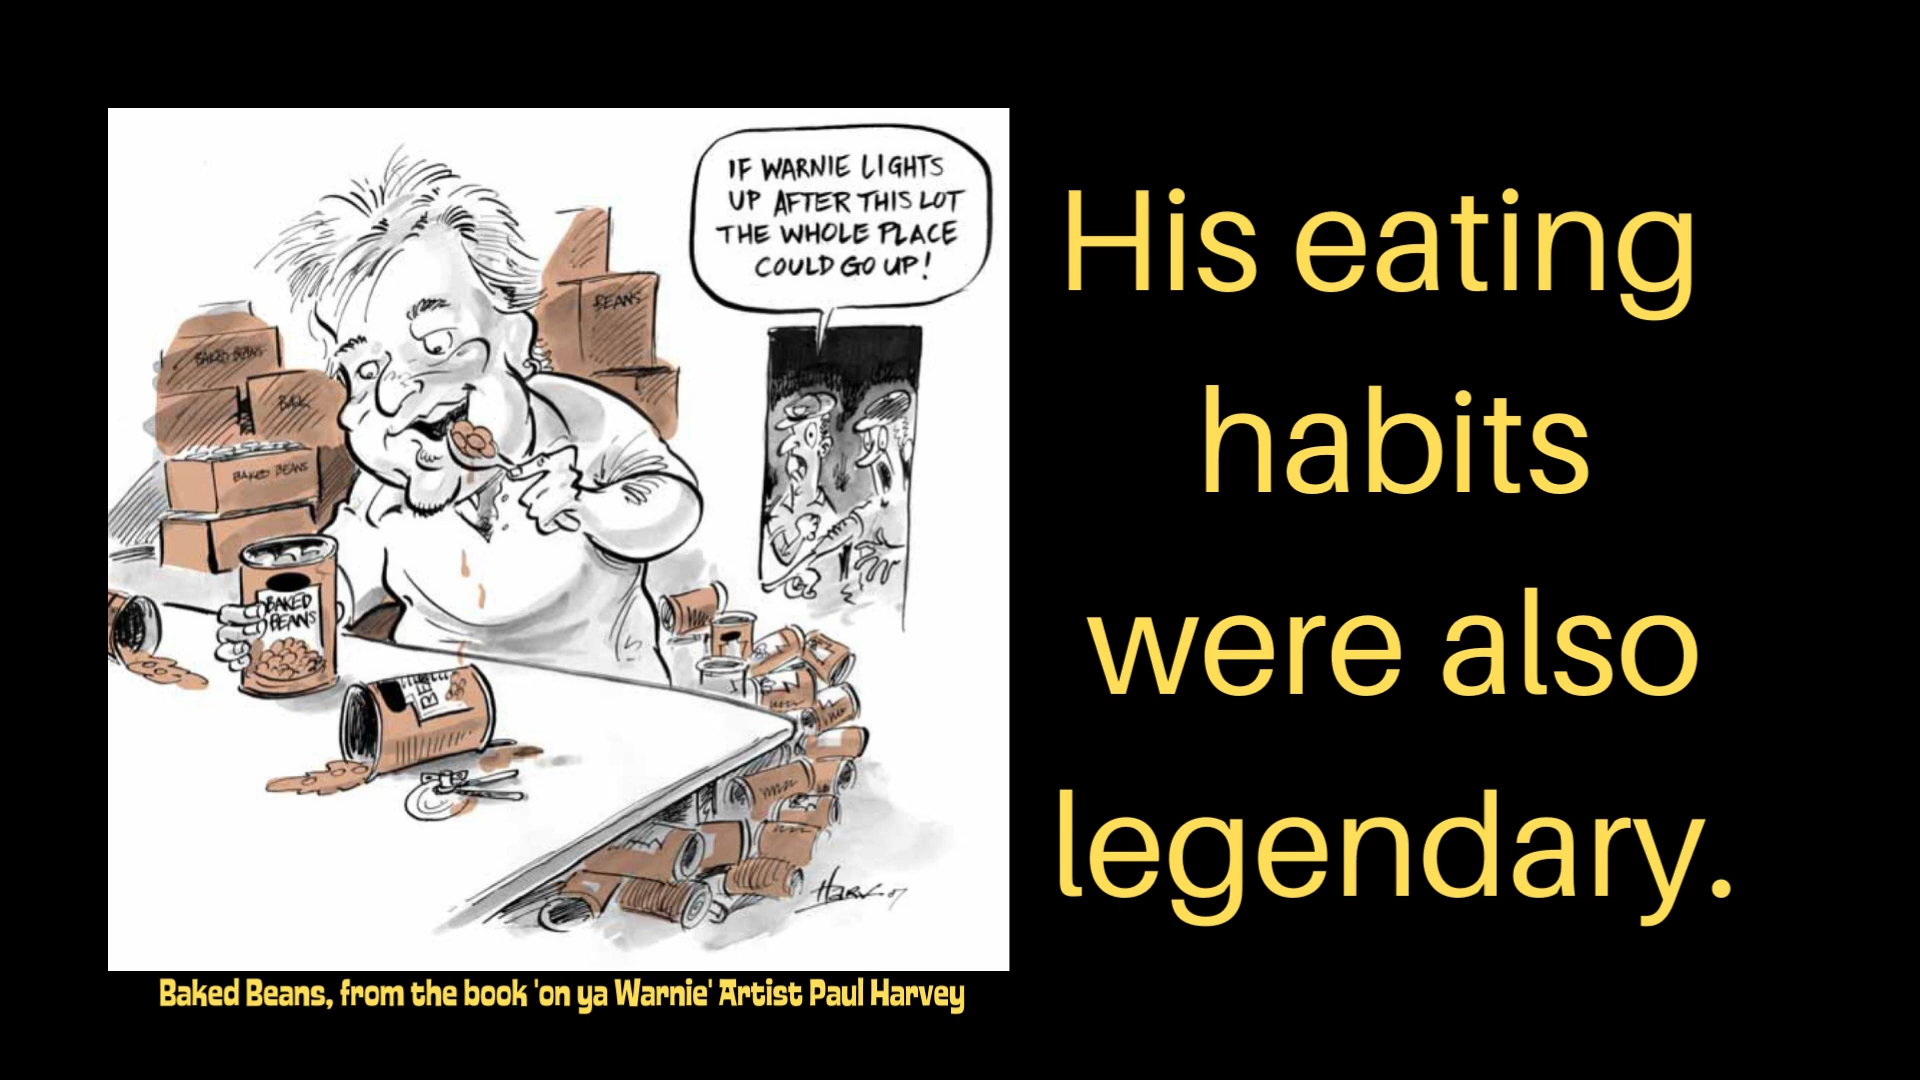 IF WARNIE LIGHTS
UP AFTER THIS LOT
THE WHOLE PLACE
COULD GO UP!
BEANS
BAKED BEANS
BAKED BEANS
BAKED
BEANS
Baked Beans, from the book 'on ya Warnie' Artist Paul Harvey
His eating
habits
were also
legendary.